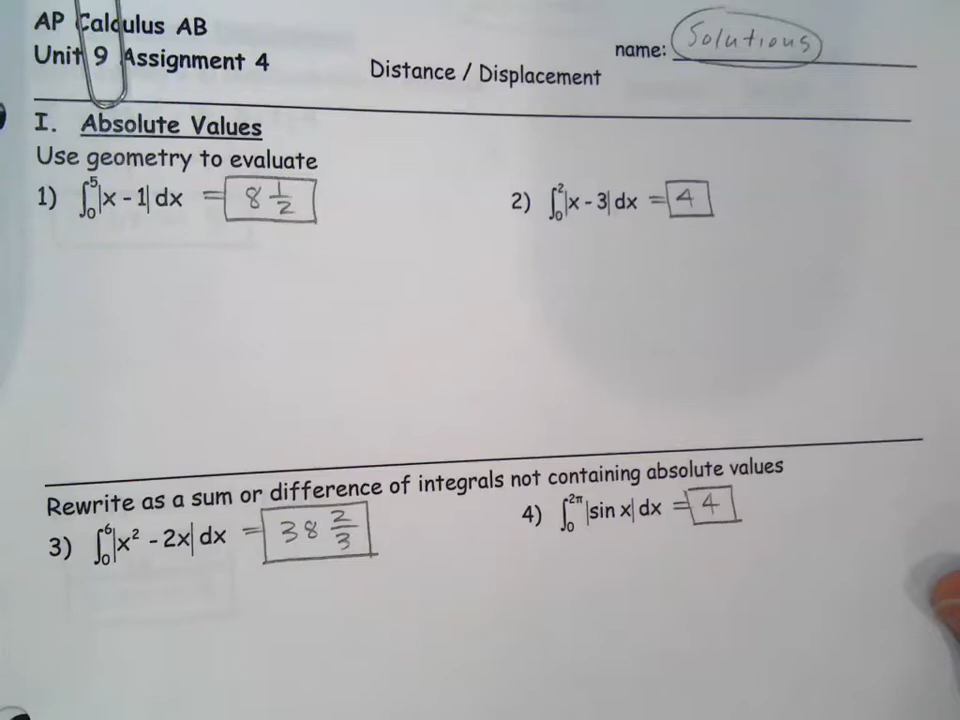 AP Calculus AB
name: Solutions
Unit 9 Assignment 4
Distance / Displacement
I. Absolute Values
Use geometry to evaluate
1) ∫₀⁵|x - 1| dx = 8 1/2
2) ∫₀²|x - 3| dx = 4
Rewrite as a sum or difference of integrals not containing absolute values
3) ∫₀⁶|x² - 2x| dx = 38 2/3
4) ∫₀^2π |sin x| dx = 4